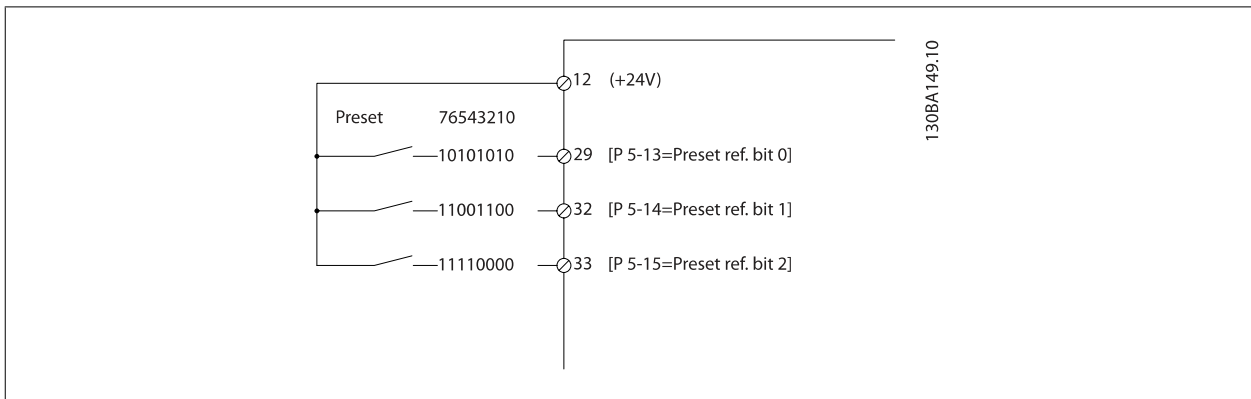 12 (+24V)
Preset 76543210
10101010 29 [P 5-13=Preset ref. bit 0]
11001100 32 [P 5-14=Preset ref. bit 1]
11110000 33 [P 5-15=Preset ref. bit 2]
130BA149.10